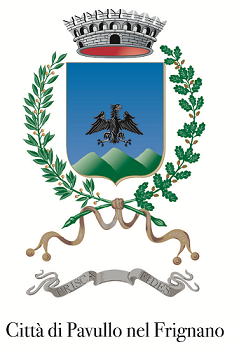 PRISCA FIDES
Città di Pavullo nel Frignano